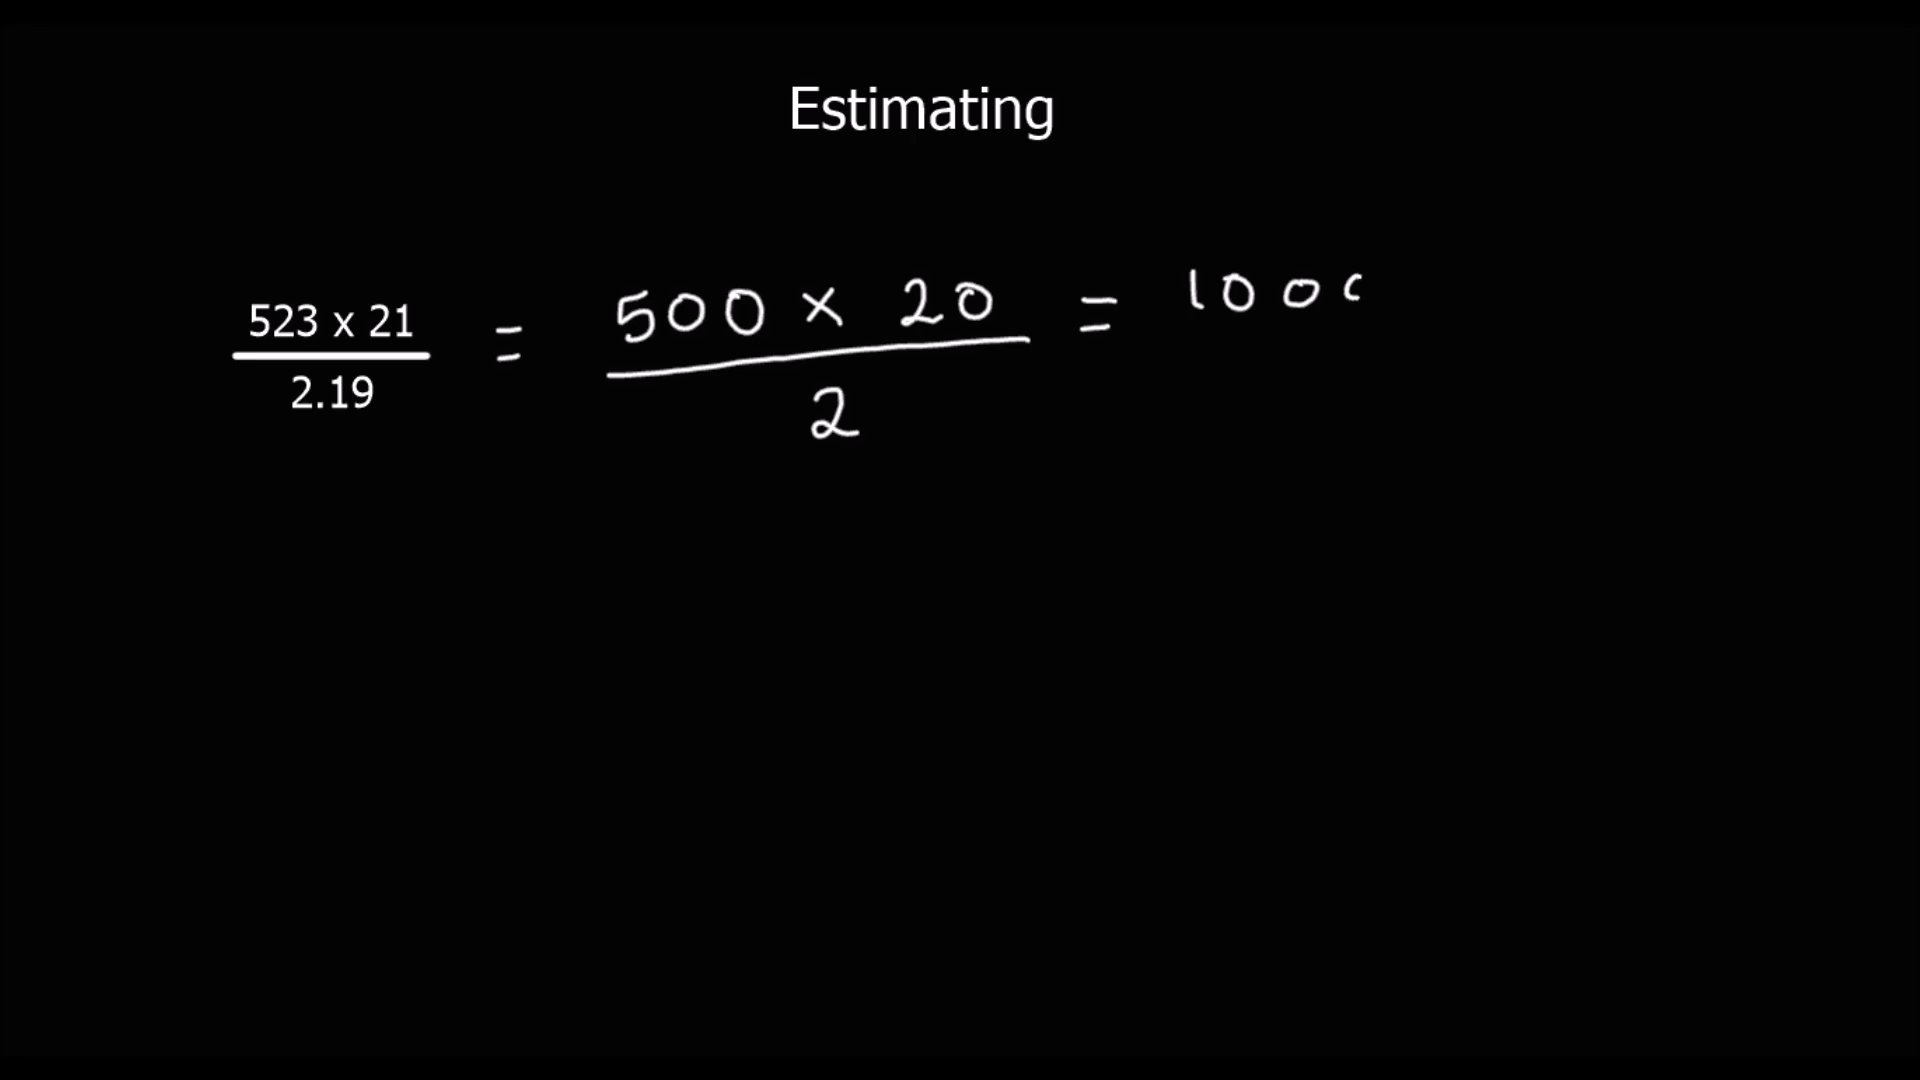 Estimating
523 x 21 = 500 x 20 = 100
2.19 2